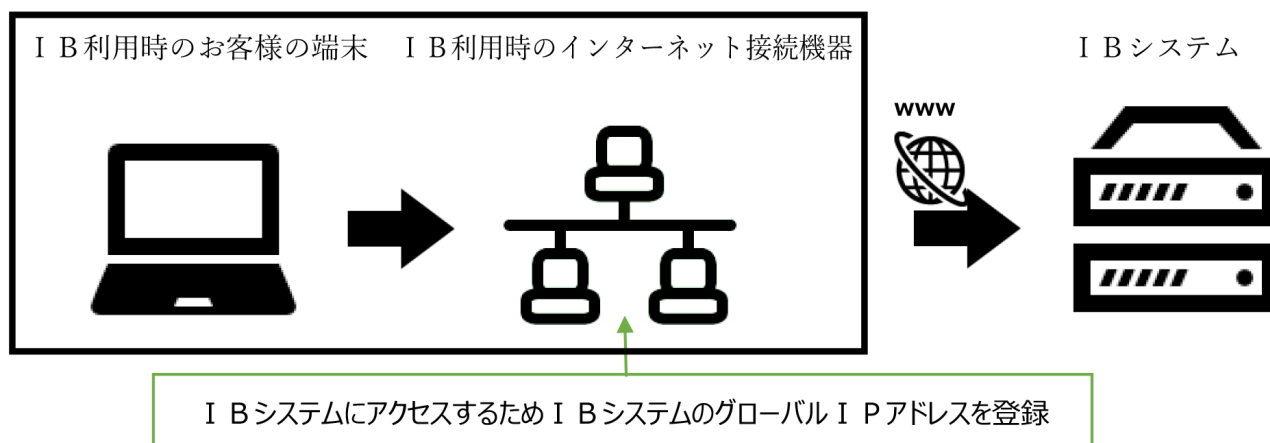 ＩＢ利用時のお客様の端末
ＩＢ利用時のインターネット接続機器
ＩＢシステム
www
ＩＢシステムにアクセスするためＩＢシステムのグローバルＩＰアドレスを登録